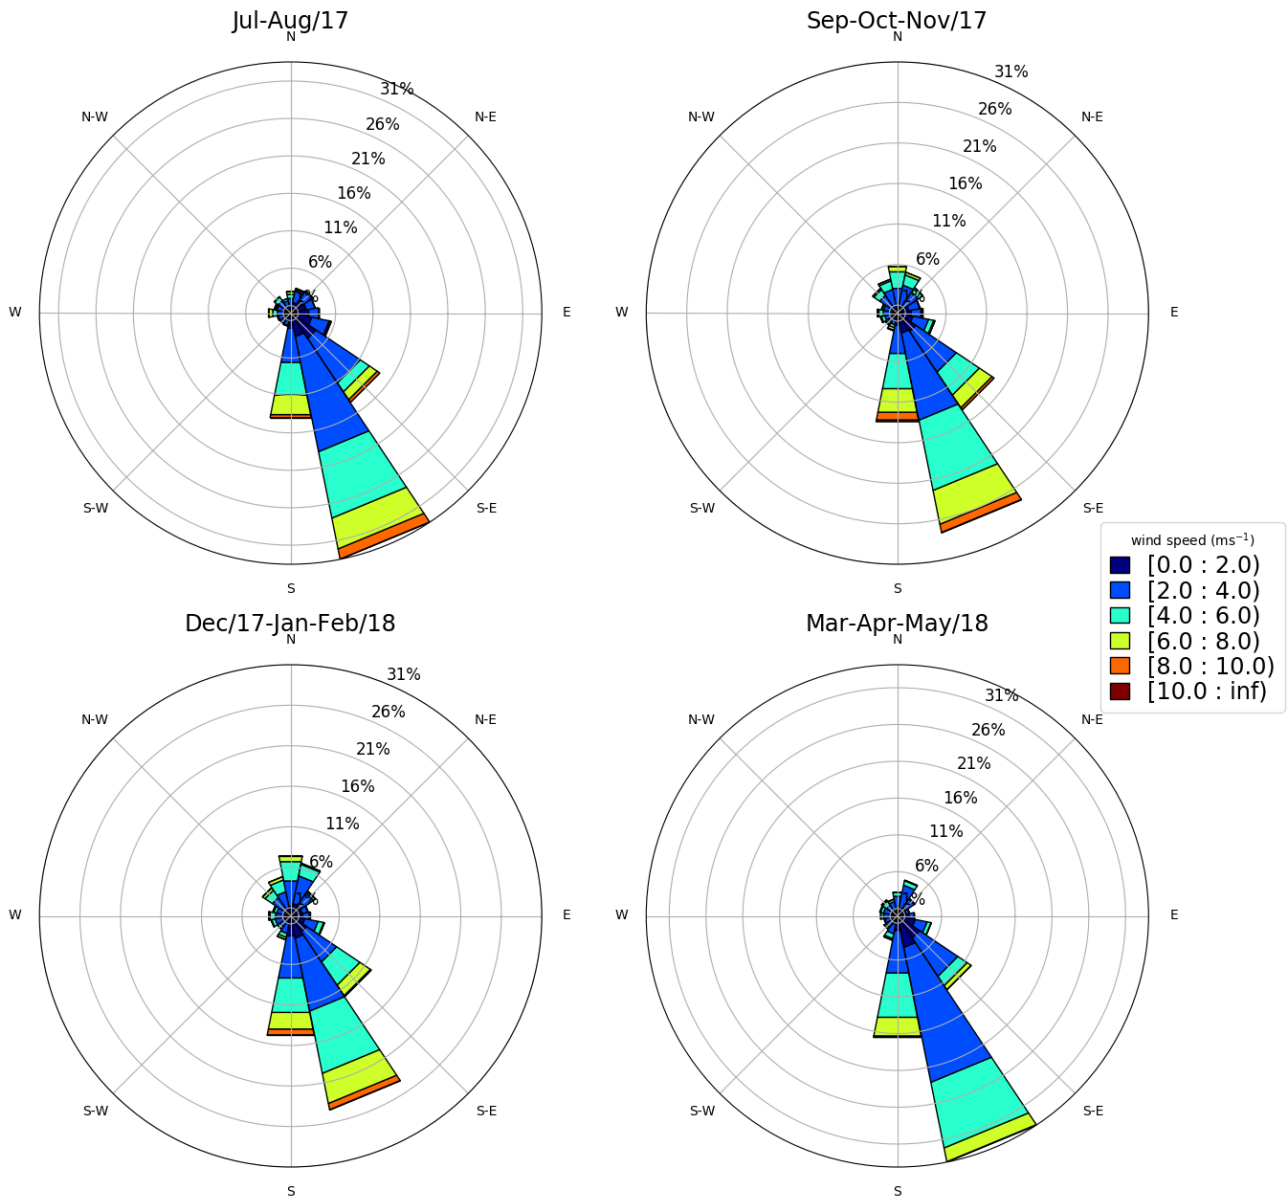 Jul-Aug/17
N
N-W
N-E
W
E
S-W
S-E
S
31%
26%
21%
16%
11%
6%
Sep-Oct-Nov/17
N
N-W
N-E
W
E
S-W
S-E
S
31%
26%
21%
16%
11%
6%
wind speed (ms⁻¹)
[0.0 : 2.0)
[2.0 : 4.0)
[4.0 : 6.0)
[6.0 : 8.0)
[8.0 : 10.0)
[10.0 : inf)
Dec/17-Jan-Feb/18
N
N-W
N-E
W
E
S-W
S-E
S
31%
26%
21%
16%
11%
6%
Mar-Apr-May/18
N
N-W
N-E
W
E
S-W
S-E
S
31%
26%
21%
16%
11%
6%